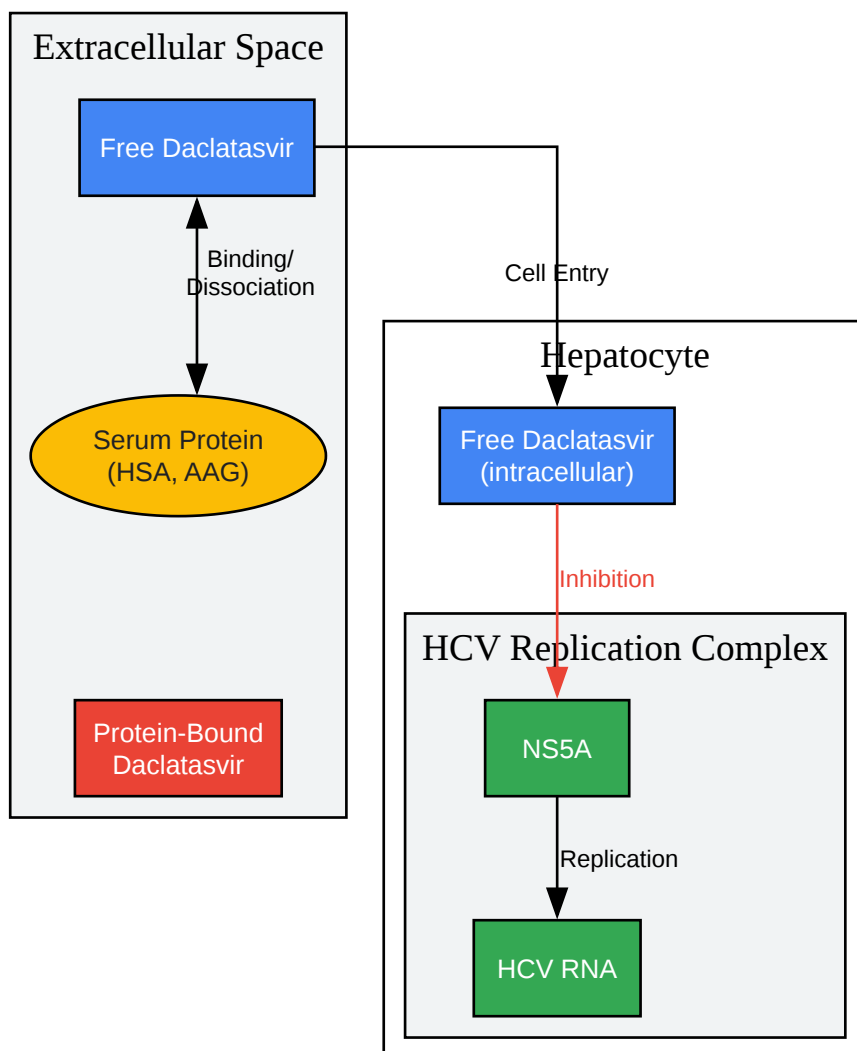 Extracellular Space
Free Daclatasvir
Binding/
Dissociation
Serum Protein
(HSA, AAG)
Protein-Bound
Daclatasvir
Cell Entry
Hepatocyte
Free Daclatasvir
(intracellular)
Inhibition
HCV Replication Complex
NS5A
Replication
HCV RNA